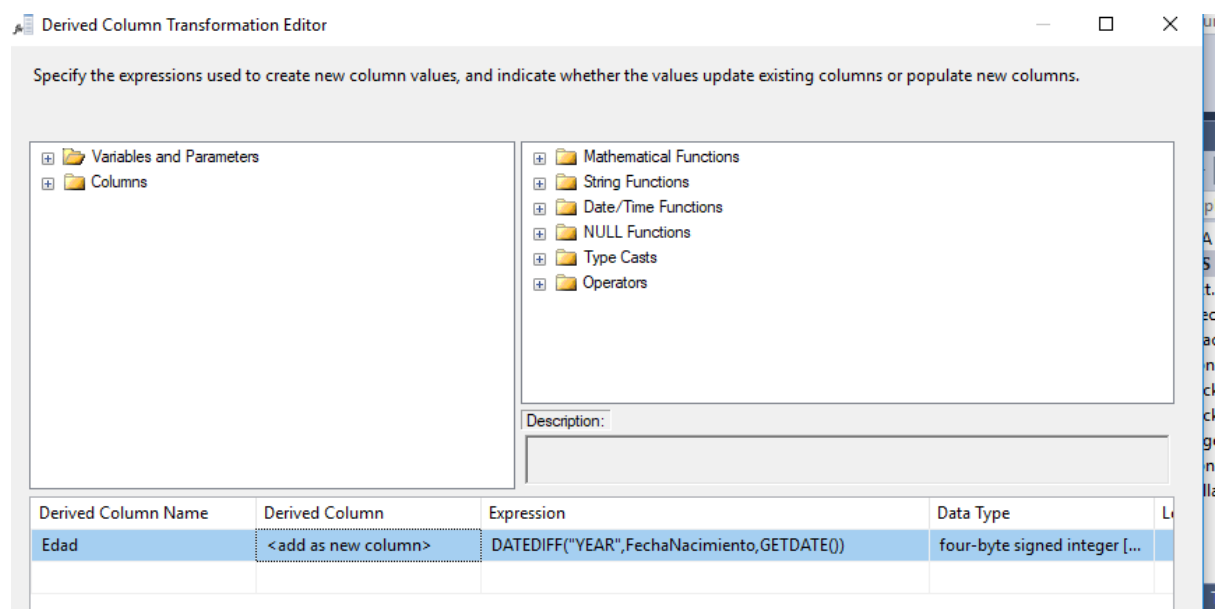 Derived Column Transformation Editor
Specify the expressions used to create new column values, and indicate whether the values update existing columns or populate new columns.
Variables and Parameters
Columns
Mathematical Functions
String Functions
Date/Time Functions
NULL Functions
Type Casts
Operators
Description:
Derived Column Name Derived Column Expression Data Type
Edad <add as new column> DATEDIFF("YEAR",FechaNacimiento,GETDATE()) four-byte signed integer [...